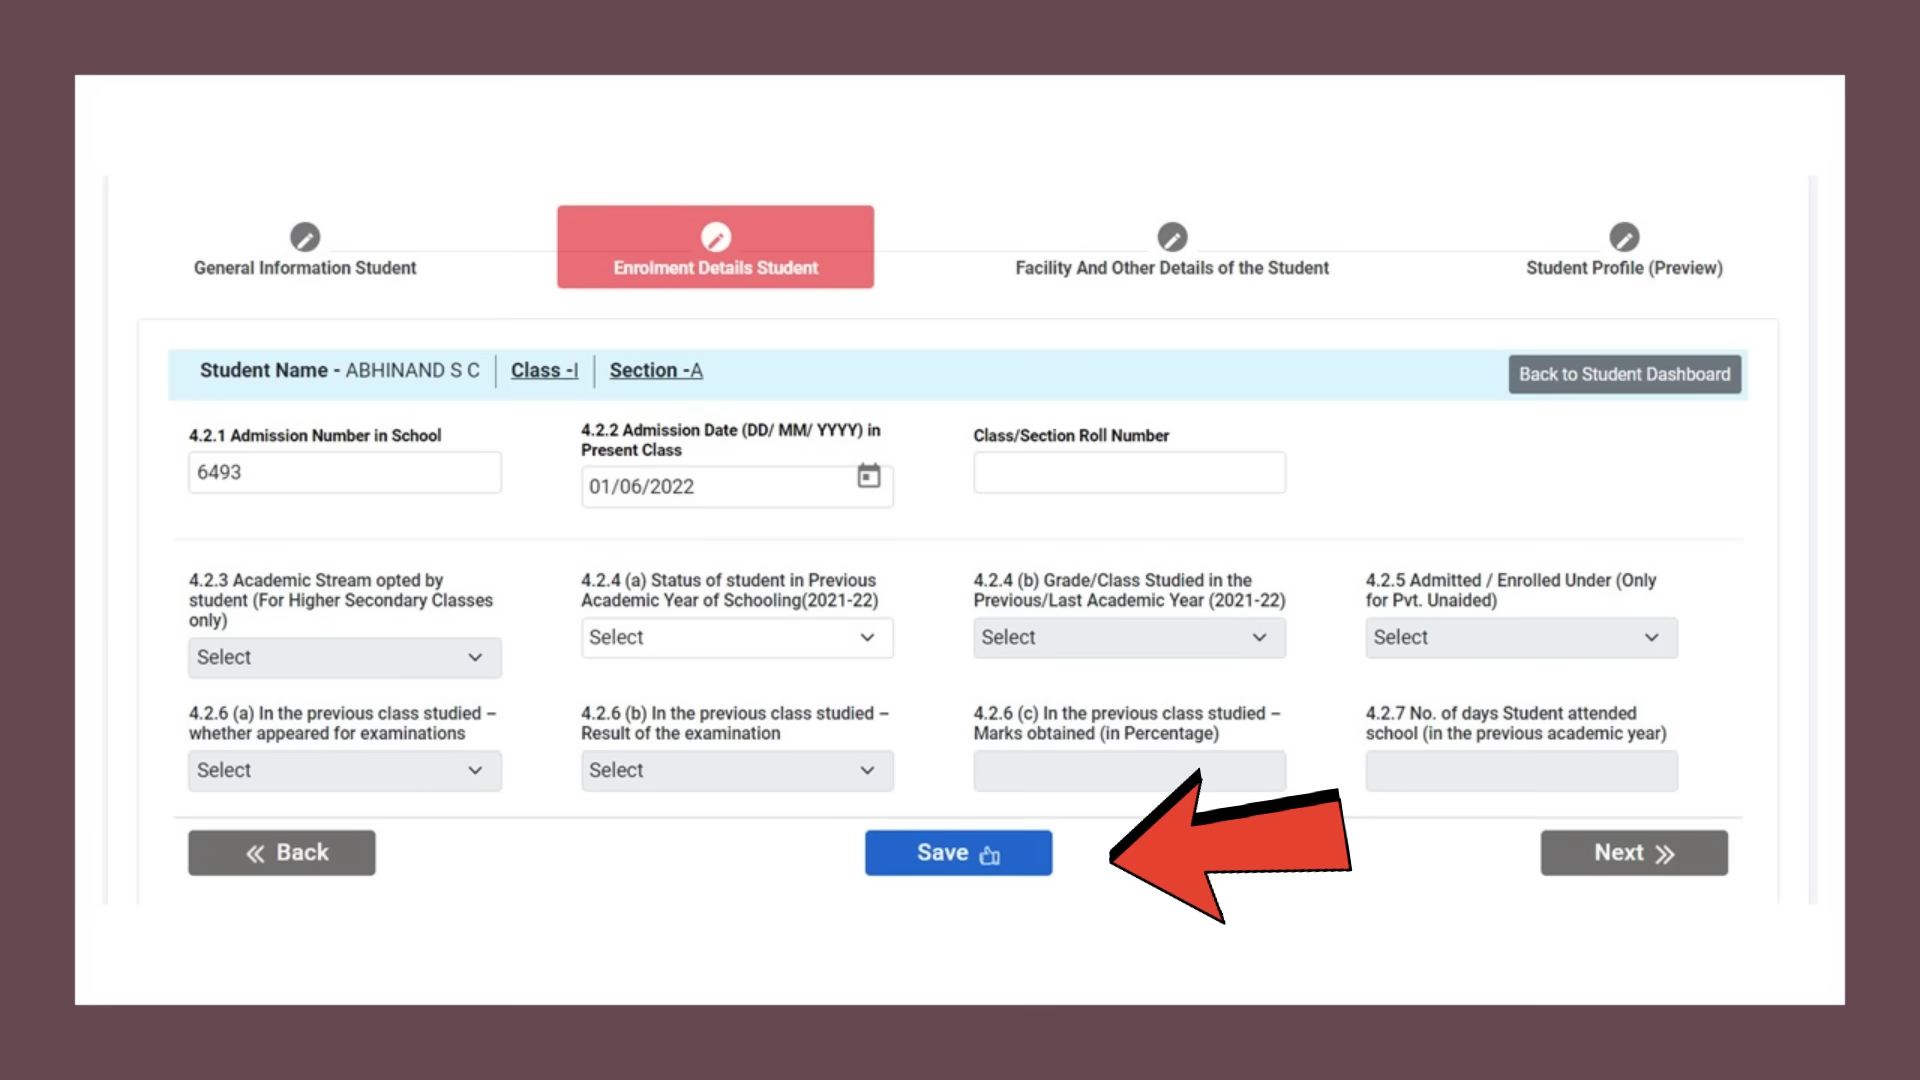 General Information Student
Enrolment Details Student
Facility And Other Details of the Student
Student Profile (Preview)
Student Name - ABHINAND S C
Class -I
Section -A
Back to Student Dashboard
4.2.1 Admission Number in School
6493
4.2.2 Admission Date (DD/ MM/ YYYY) in
Present Class
01/06/2022
Class/Section Roll Number
4.2.3 Academic Stream opted by
student (For Higher Secondary Classes
only)
Select
4.2.4 (a) Status of student in Previous
Academic Year of Schooling(2021-22)
Select
4.2.4 (b) Grade/Class Studied in the
Previous/Last Academic Year (2021-22)
Select
4.2.5 Admitted / Enrolled Under (Only
for Pvt. Unaided)
Select
4.2.6 (a) In the previous class studied –
whether appeared for examinations
Select
4.2.6 (b) In the previous class studied –
Result of the examination
Select
4.2.6 (c) In the previous class studied –
Marks obtained (in Percentage)
4.2.7 No. of days Student attended
school (in the previous academic year)
Back
Save
Next